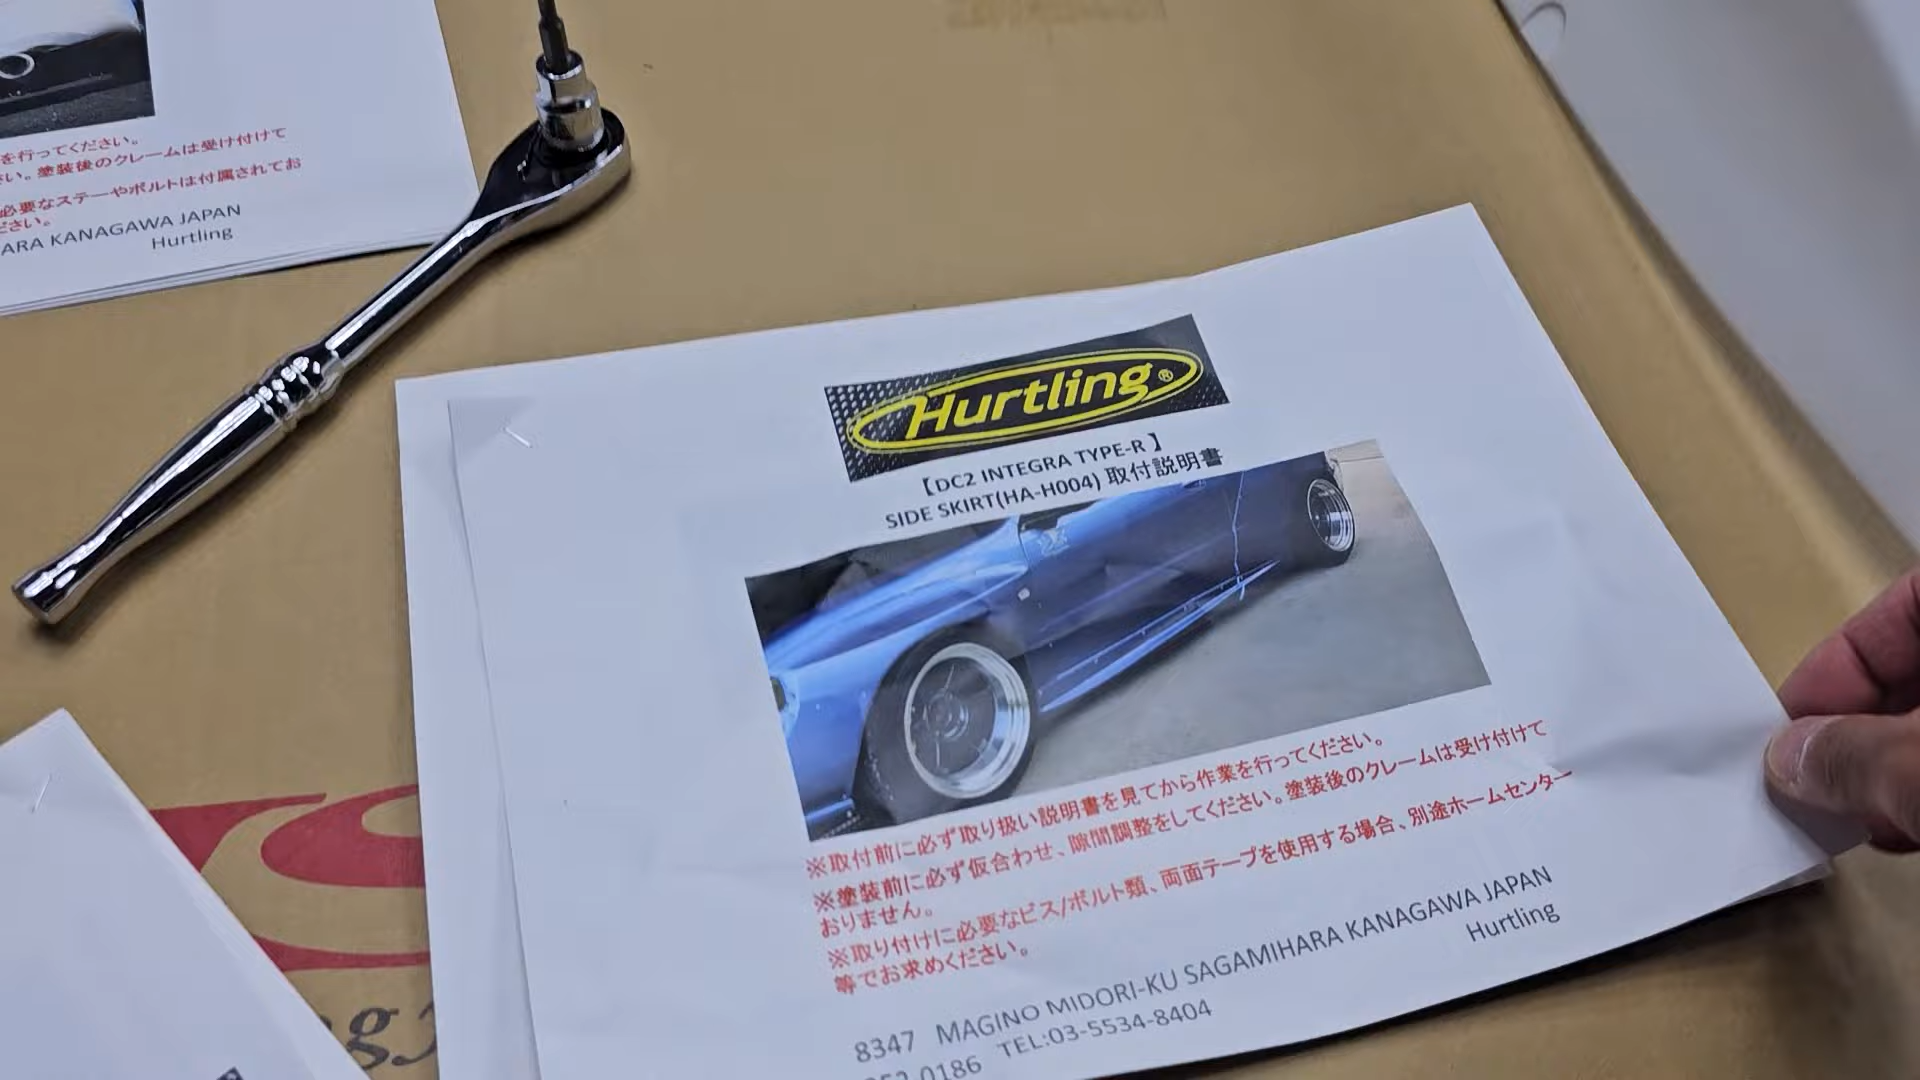 を行ってください。
い。塗装後のクレームは受け付けて
必要なステーやボルトは付属されてお
ださい。
ARA KANAGAWA JAPAN
Hurtling
Hurtling®
【DC2 INTEGRA TYPE-R】
SIDE SKIRT(HA-H004) 取付説明書
※取付前に必ず取り扱い説明書を見てから作業を行ってください。
※塗装前に必ず仮合わせ、隙間調整をしてください。塗装後のクレームは受け付けて
おりません。
※取り付けに必要なビス/ボルト類、両面テープを使用する場合、別途ホームセンター
等でお求めください。
8347 MAGINO MIDORI-KU SAGAMIHARA KANAGAWA JAPAN
0186 TEL:03-5534-8404
Hurtling